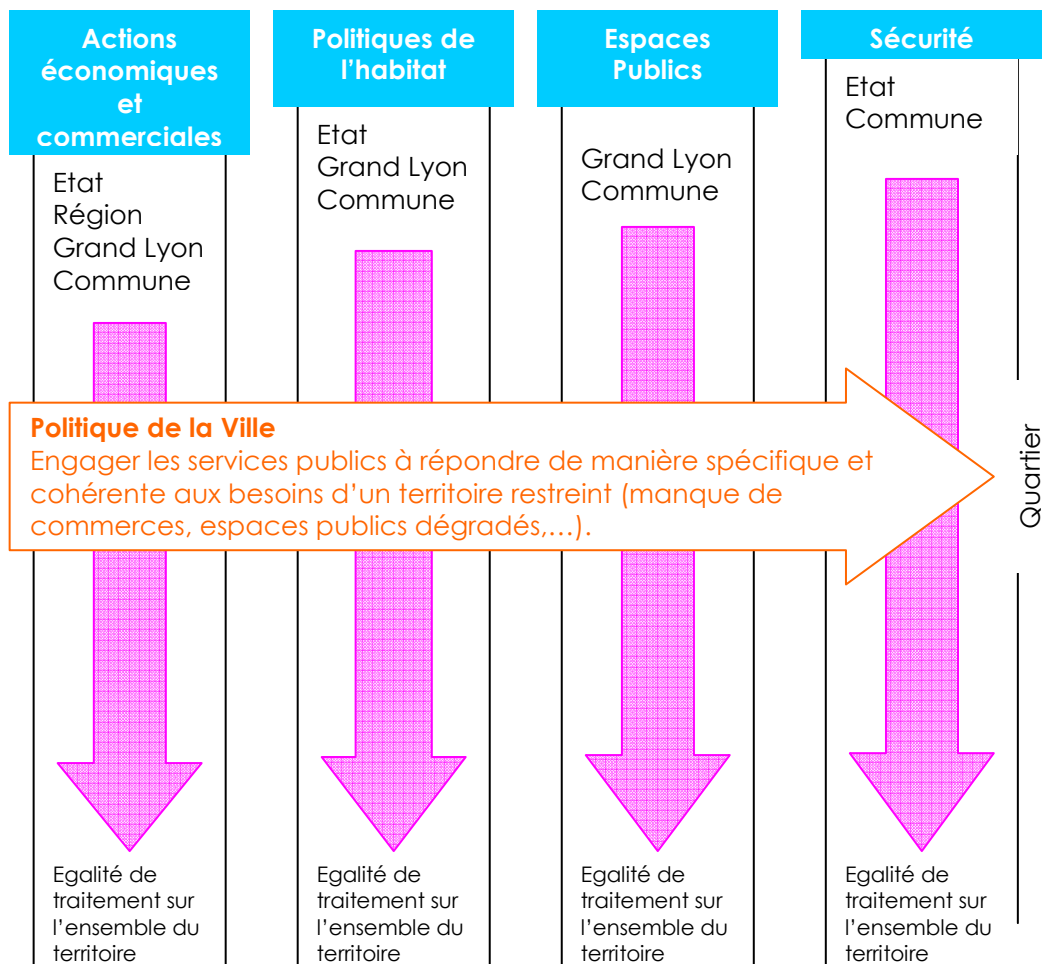 Actions
économiques
et
commerciales
Etat
Région
Grand Lyon
Commune
Politiques de
l’habitat
Etat
Grand Lyon
Commune
Espaces
Publics
Grand Lyon
Commune
Sécurité
Etat
Commune
Politique de la Ville
Engager les services publics à répondre de manière spécifique et
cohérente aux besoins d’un territoire restreint (manque de
commerces, espaces publics dégradés,…).
Quartier
Egalité de
traitement sur
l’ensemble du
territoire
Egalité de
traitement sur
l’ensemble du
territoire
Egalité de
traitement sur
l’ensemble du
territoire
Egalité de
traitement sur
l’ensemble du
territoire